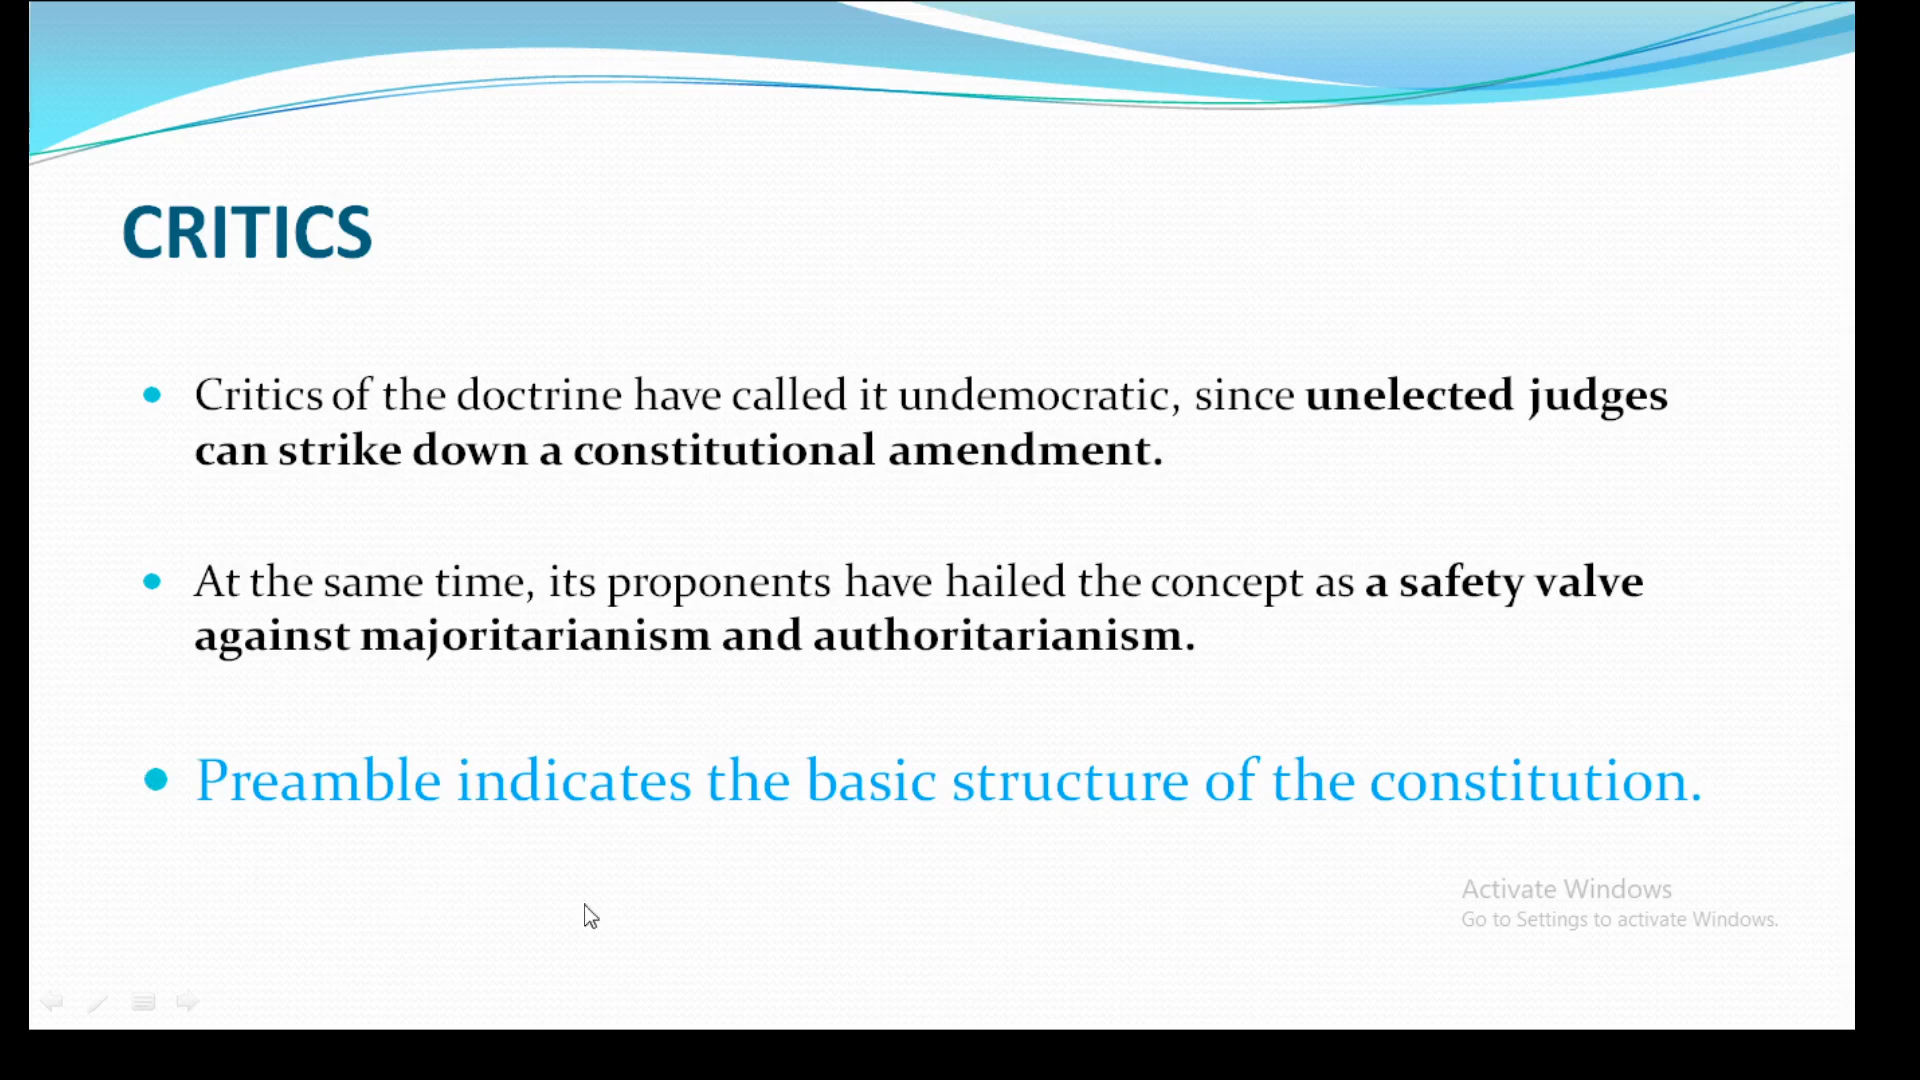 CRITICS
Critics of the doctrine have called it undemocratic, since unelected judges
can strike down a constitutional amendment.
At the same time, its proponents have hailed the concept as a safety valve
against majoritarianism and authoritarianism.
Preamble indicates the basic structure of the constitution.
Activate Windows
Go to Settings to activate Windows.